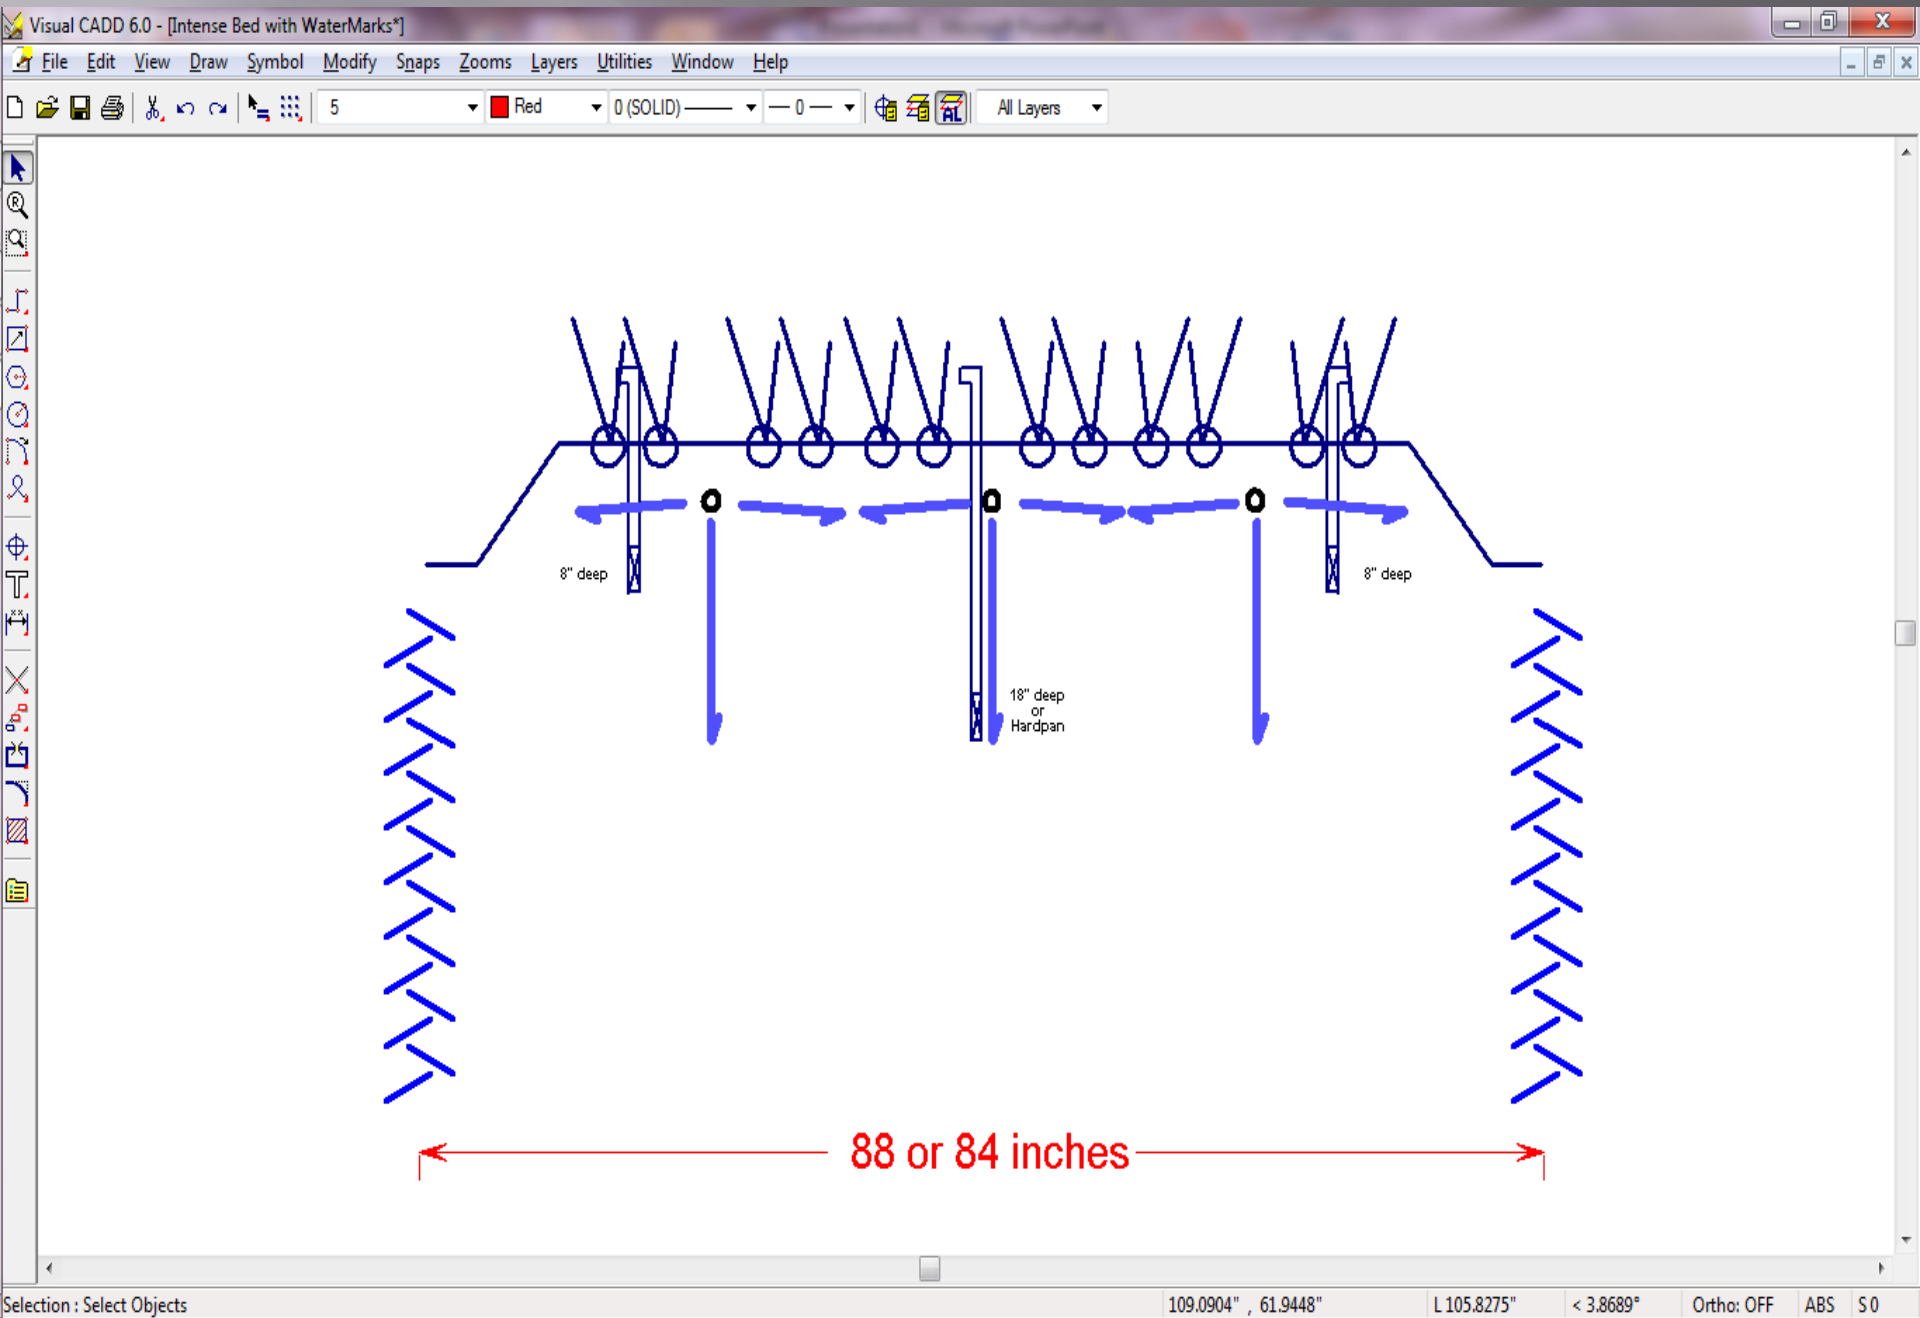 Visual CADD 6.0 - [Intense Bed with WaterMarks*]
File Edit View Draw Symbol Modify Snaps Zooms Layers Utilities Window Help
5 Red 0 (SOLID) 0 AL All Layers
R
T
8" deep
8" deep
18" deep
or
Hardpan
88 or 84 inches
Selection : Select Objects 109.0904" , 61.9448" L 105.8275" < 3.8689° Ortho: OFF ABS S 0